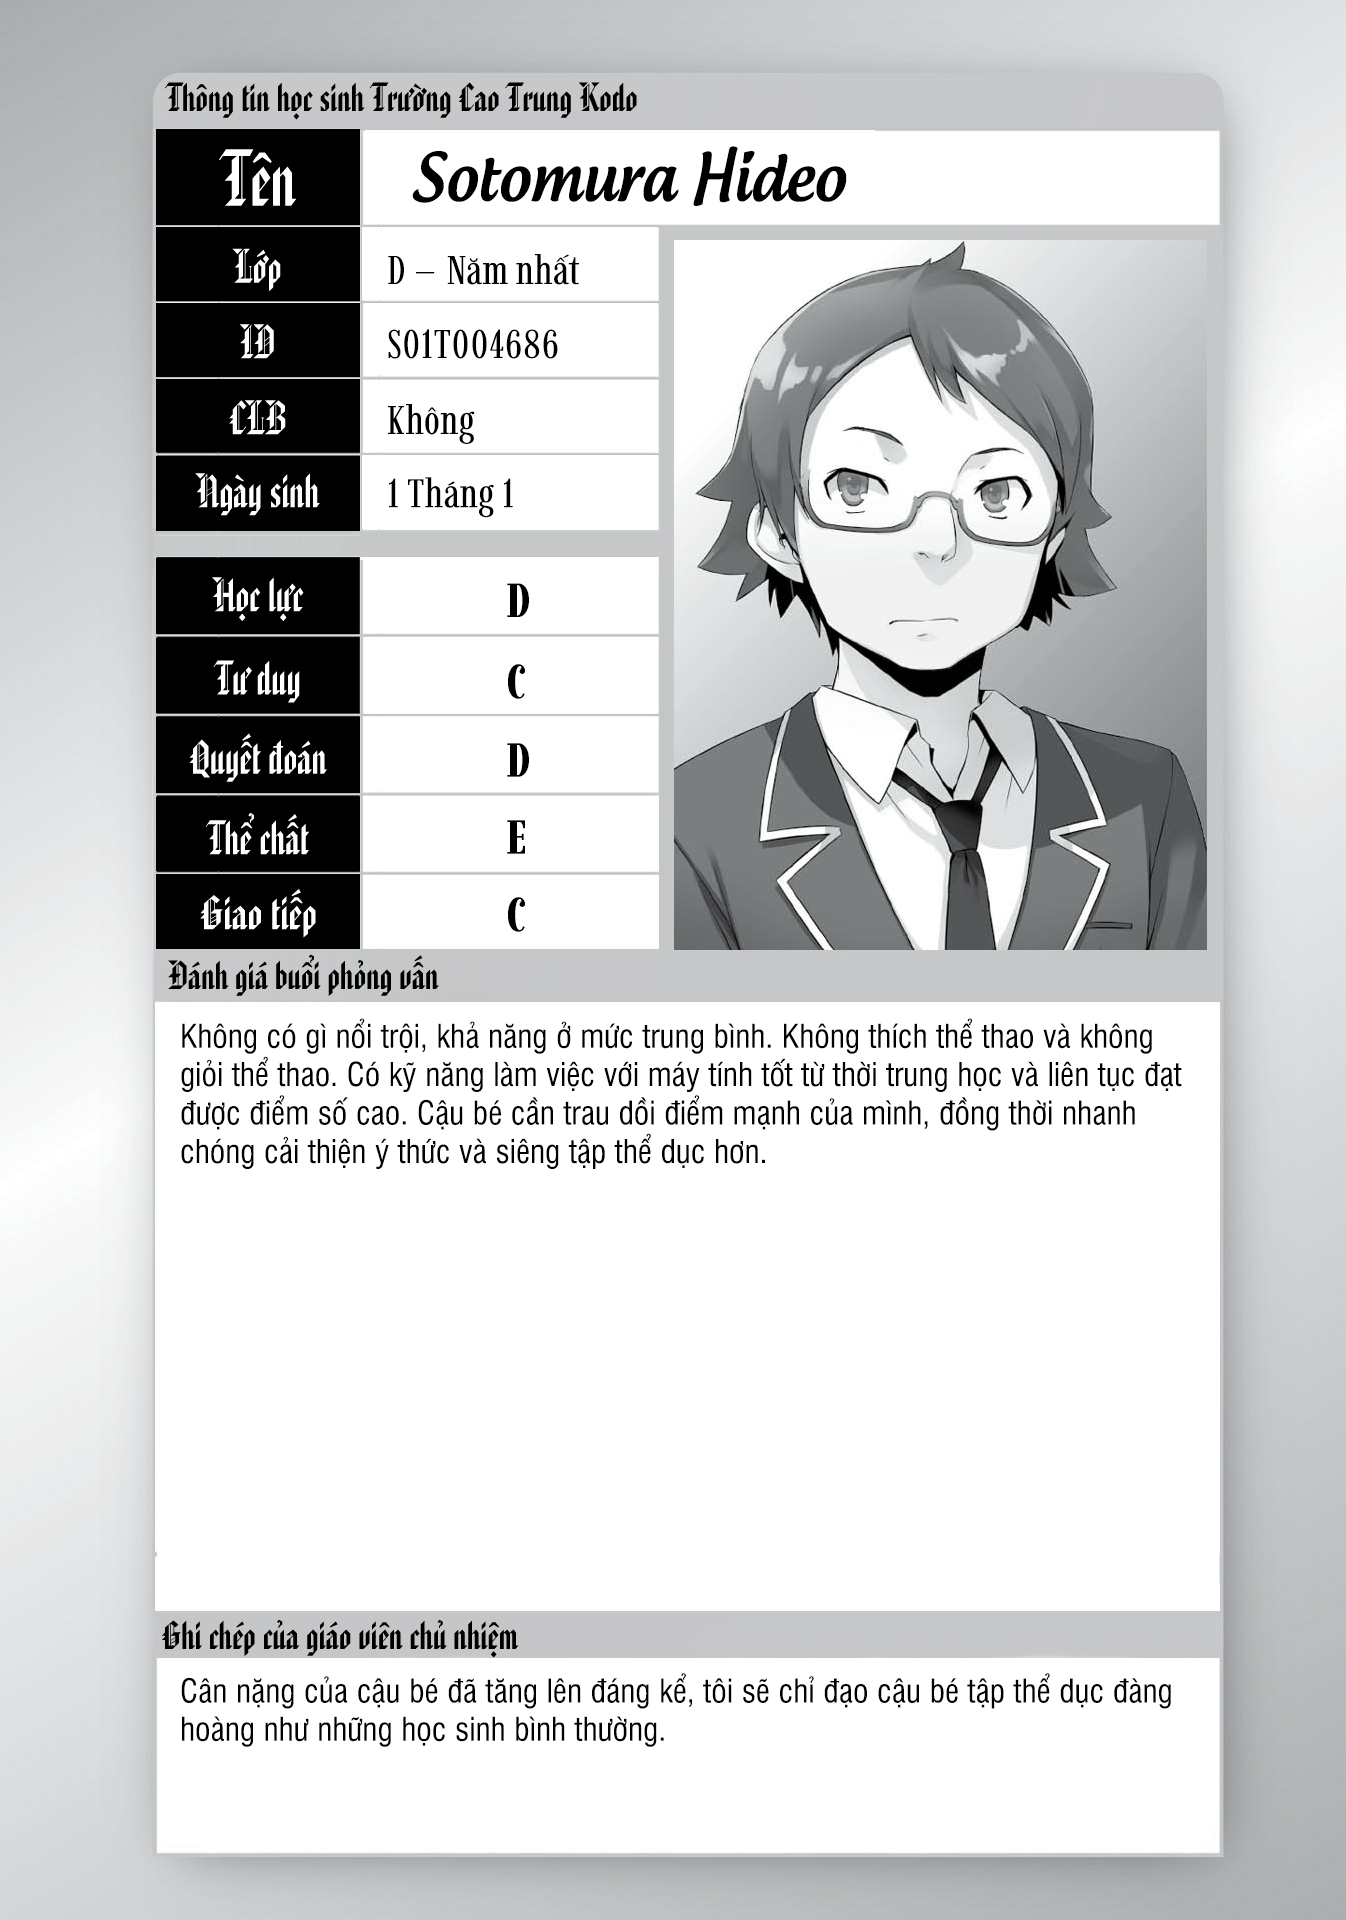 Thông tin học sinh Trường Cao Trung Kodo
Tên
Sotomura Hideo
Lớp
D – Năm nhất
ID
S01T004686
CLB
Không
Ngày sinh
1 Tháng 1
Học lực
D
Tư duy
C
Quyết đoán
D
Thể chất
E
Giao tiếp
C
Đánh giá buổi phỏng vấn
Không có gì nổi trội, khả năng ở mức trung bình. Không thích thể thao và không
giỏi thể thao. Có kỹ năng làm việc với máy tính tốt từ thời trung học và liên tục đạt
được điểm số cao. Cậu bé cần trau dồi điểm mạnh của mình, đồng thời nhanh
chóng cải thiện ý thức và siêng tập thể dục hơn.
Ghi chép của giáo viên chủ nhiệm
Cân nặng của cậu bé đã tăng lên đáng kể, tôi sẽ chỉ đạo cậu bé tập thể dục đàng
hoàng như những học sinh bình thường.